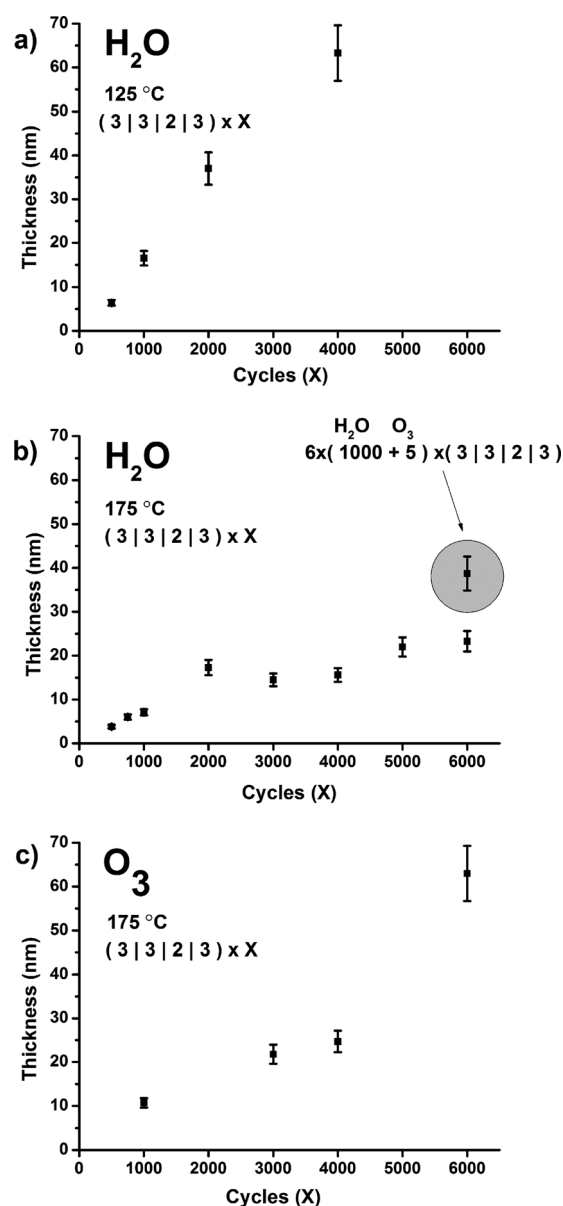 a)
H₂O
125 °C
( 3 | 3 | 2 | 3 ) x X
Thickness (nm)
70
60
50
40
30
20
10
0
0 1000 2000 3000 4000 5000 6000
Cycles (X)
b)
H₂O
175 °C
( 3 | 3 | 2 | 3 ) x X
H₂O O₃
6x( 1000 + 5 ) x( 3 | 3 | 2 | 3 )
Thickness (nm)
70
60
50
40
30
20
10
0
0 1000 2000 3000 4000 5000 6000
Cycles (X)
c)
O₃
175 °C
( 3 | 3 | 2 | 3 ) x X
Thickness (nm)
70
60
50
40
30
20
10
0
0 1000 2000 3000 4000 5000 6000
Cycles (X)